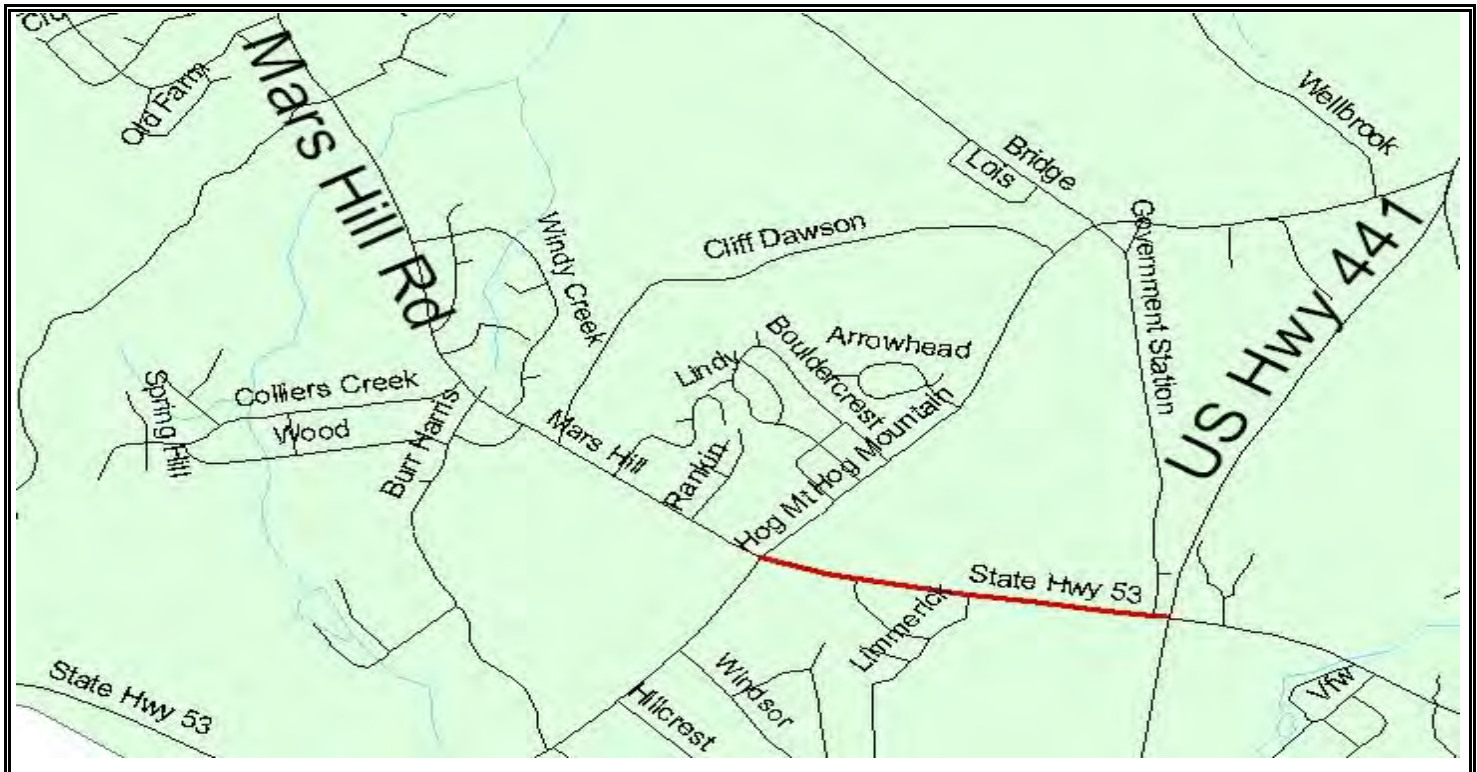 Old Farm
Mars Hill Rd
Wellbrook
Bridge
Lois
Government Station
Cliff Dawson
US Hwy 441
Windy Creek
Arrowhead
Bouldercrest
Lindy
Colliers Creek
Spring Hill
Wood
Burr Harris
Mars Hill
Rankin
Hog Mt
Hog Mountain
State Hwy 53
Limmerick
Windsor
Hillcrest
State Hwy 53
Vfw